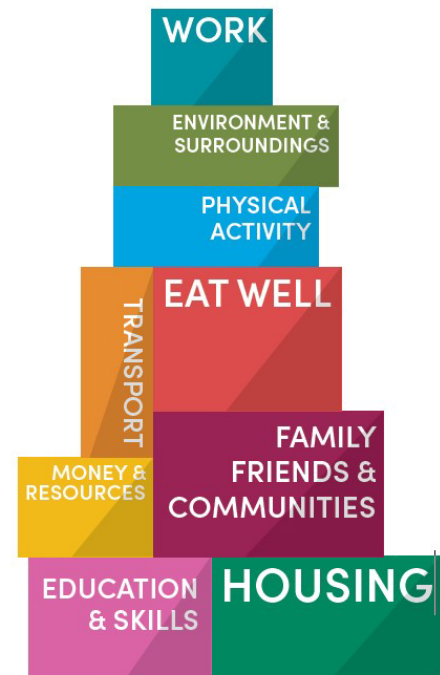 WORK
ENVIRONMENT &
SURROUNDINGS
PHYSICAL
ACTIVITY
TRANSPORT
EAT WELL
FAMILY
FRIENDS &
COMMUNITIES
MONEY &
RESOURCES
EDUCATION
& SKILLS
HOUSING